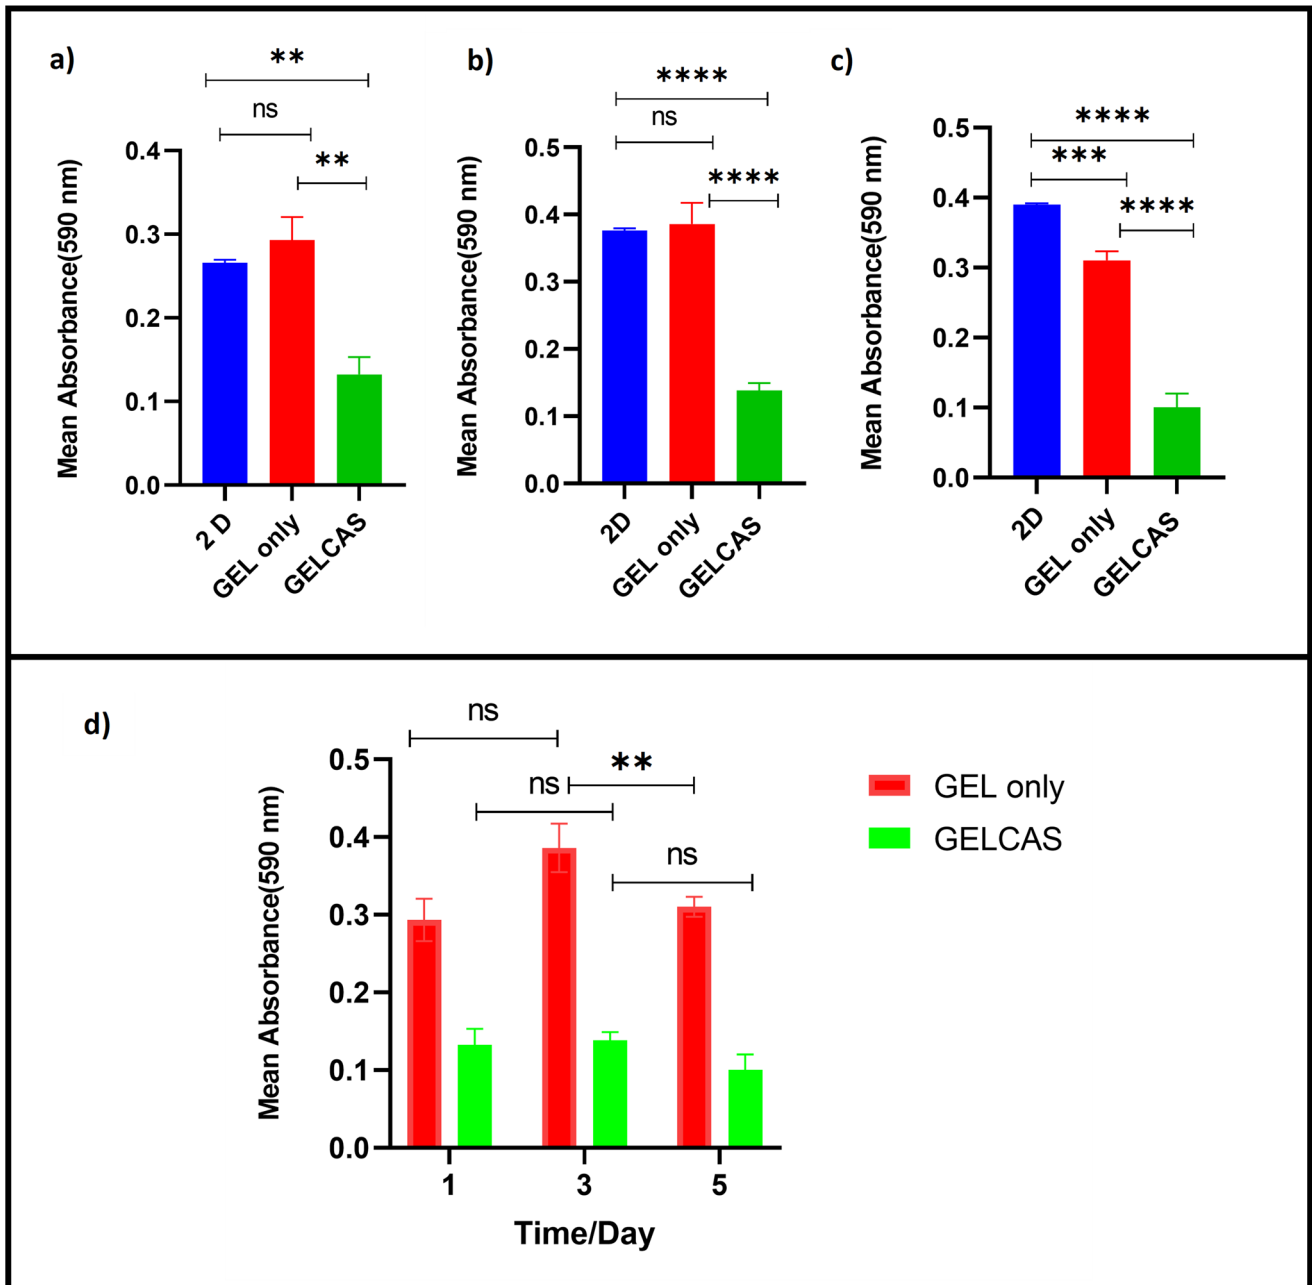 a)
**
ns
**
Mean Absorbance(590 nm)
0.4
0.3
0.2
0.1
0.0
2 D
GEL only
GELCAS
b)
****
ns
****
Mean Absorbance(590 nm)
0.5
0.4
0.3
0.2
0.1
0.0
2D
GEL only
GELCAS
c)
****
***
****
Mean Absorbance(590 nm)
0.5
0.4
0.3
0.2
0.1
0.0
2D
GEL only
GELCAS
d)
ns
**
ns
ns
Mean Absorbance(590 nm)
0.5
0.4
0.3
0.2
0.1
0.0
1
3
5
Time/Day
GEL only
GELCAS